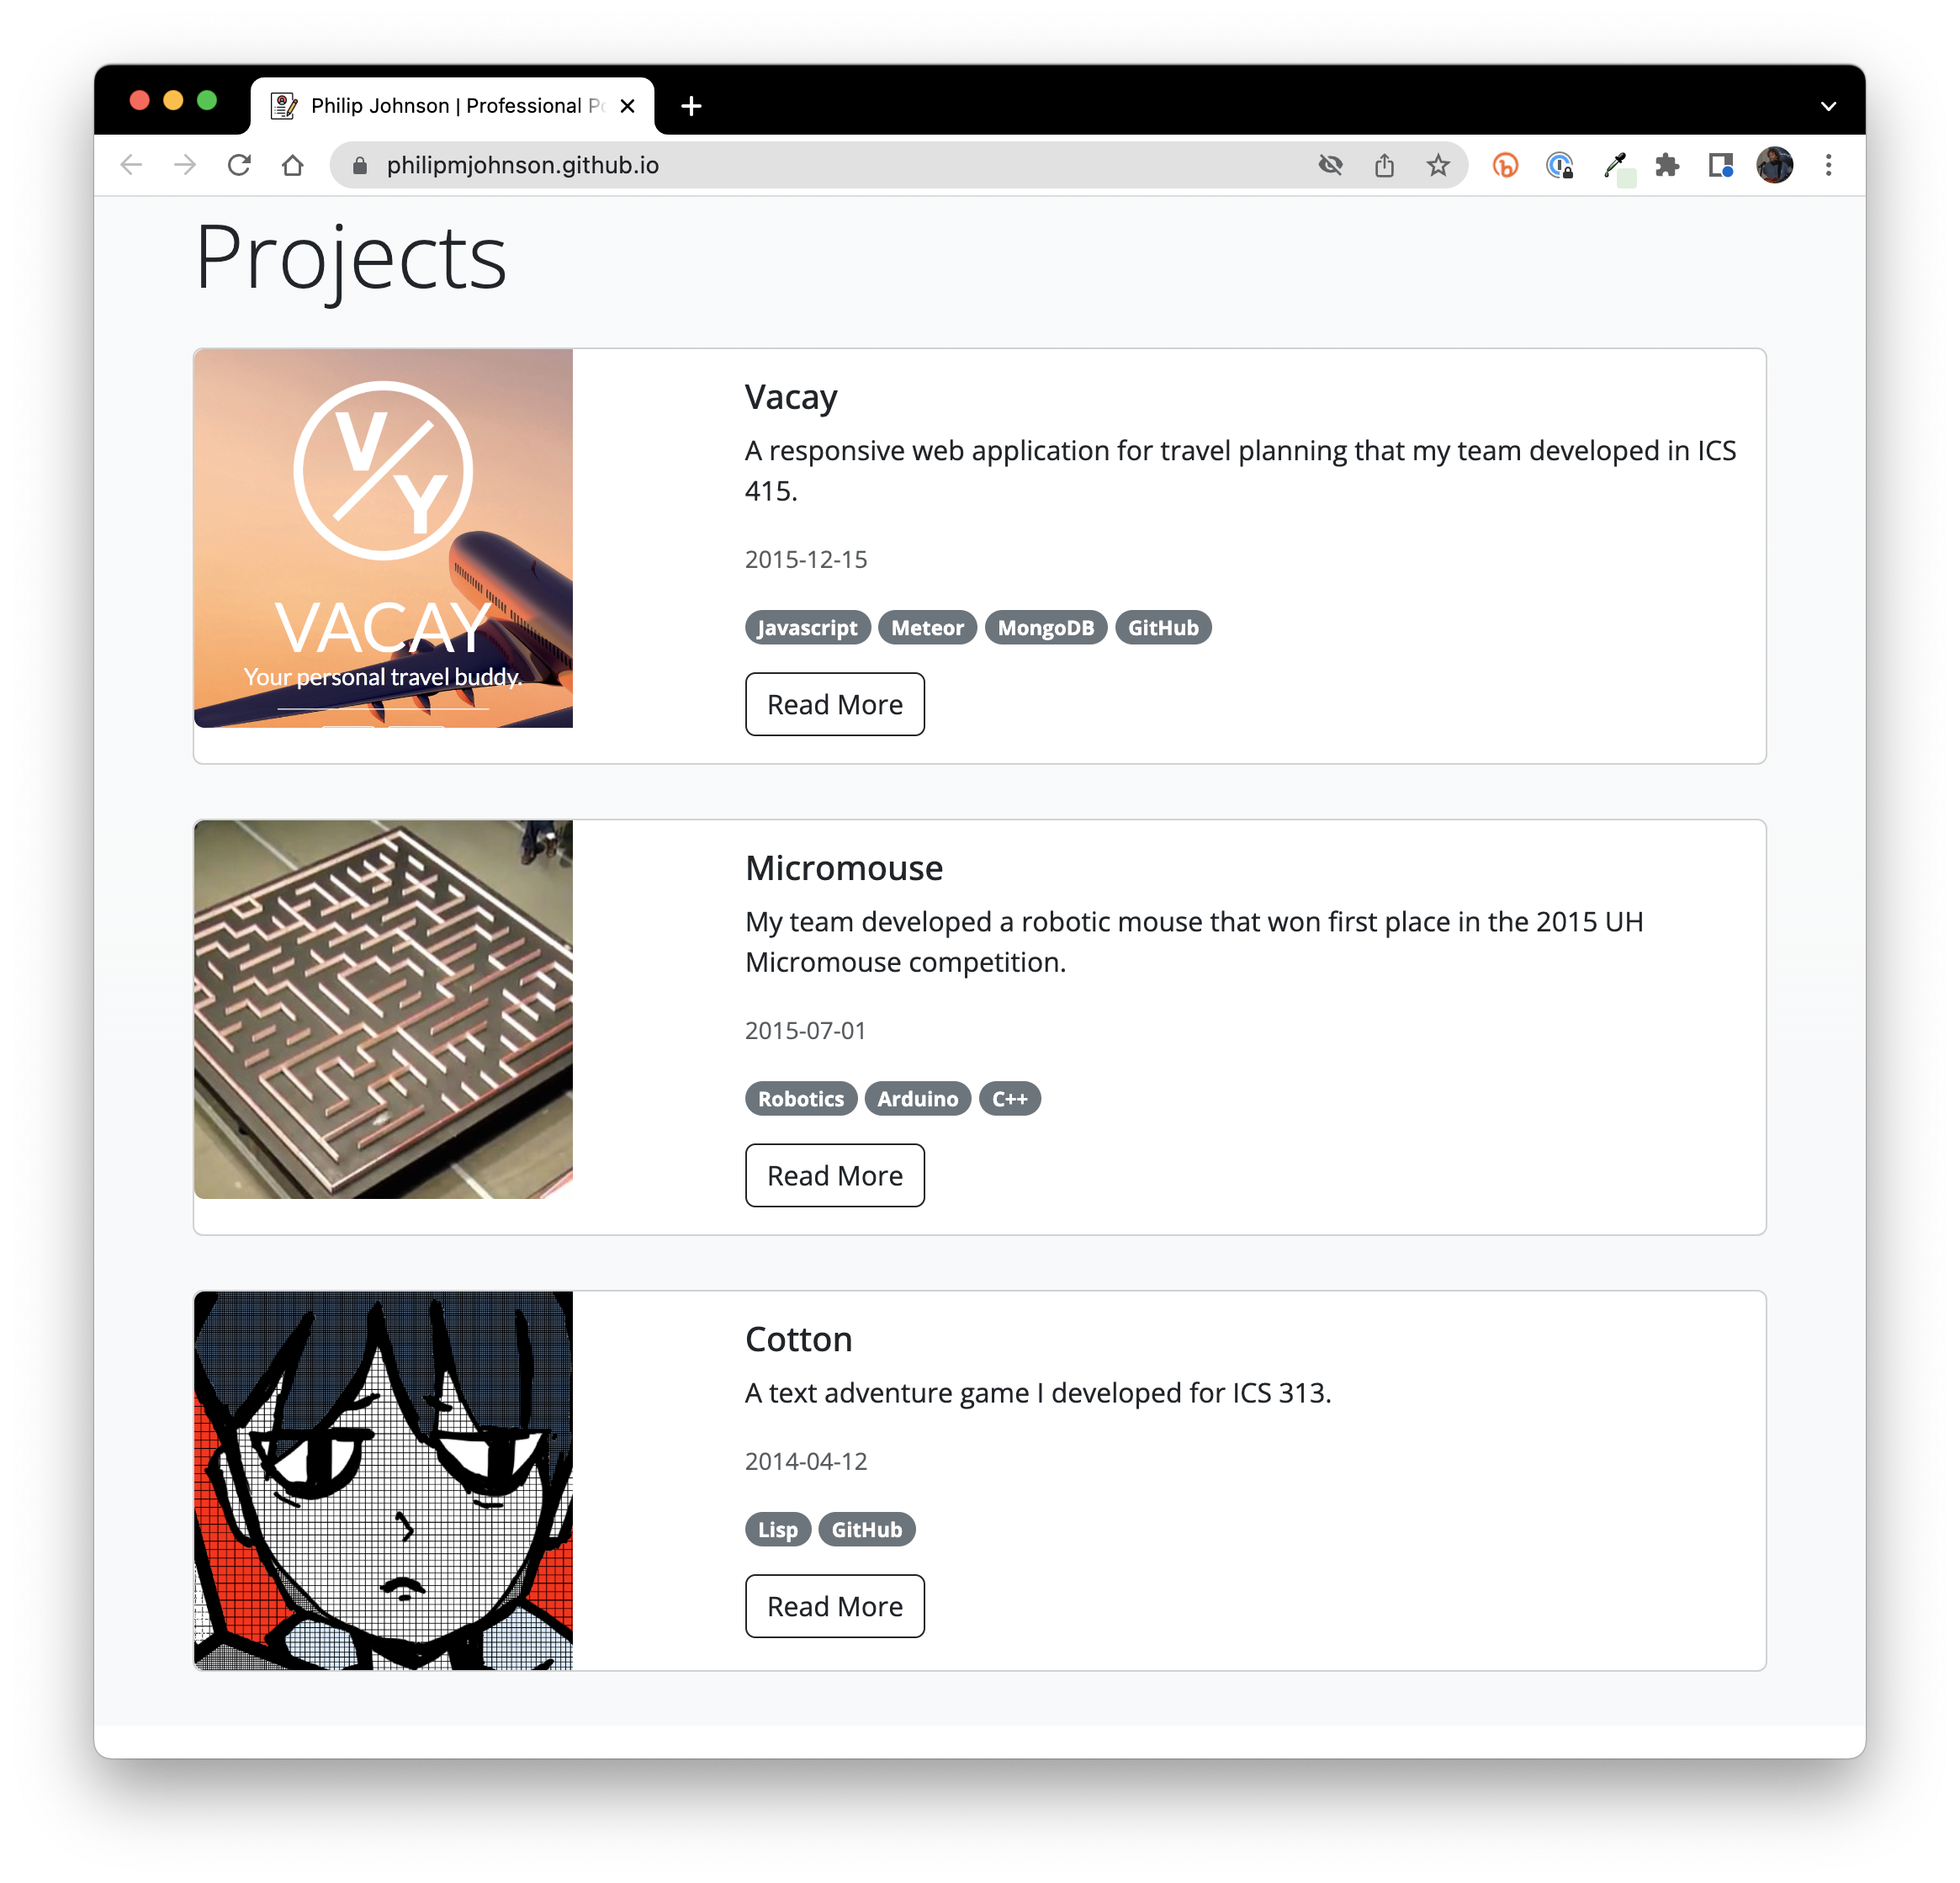 Philip Johnson | Professional Po
philipmjohnson.github.io
Projects
V
Y
VACAY
Your personal travel buddy.
Vacay
A responsive web application for travel planning that my team developed in ICS
415.
2015-12-15
Javascript Meteor MongoDB GitHub
Read More
Micromouse
My team developed a robotic mouse that won first place in the 2015 UH
Micromouse competition.
2015-07-01
Robotics Arduino C++
Read More
Cotton
A text adventure game I developed for ICS 313.
2014-04-12
Lisp GitHub
Read More